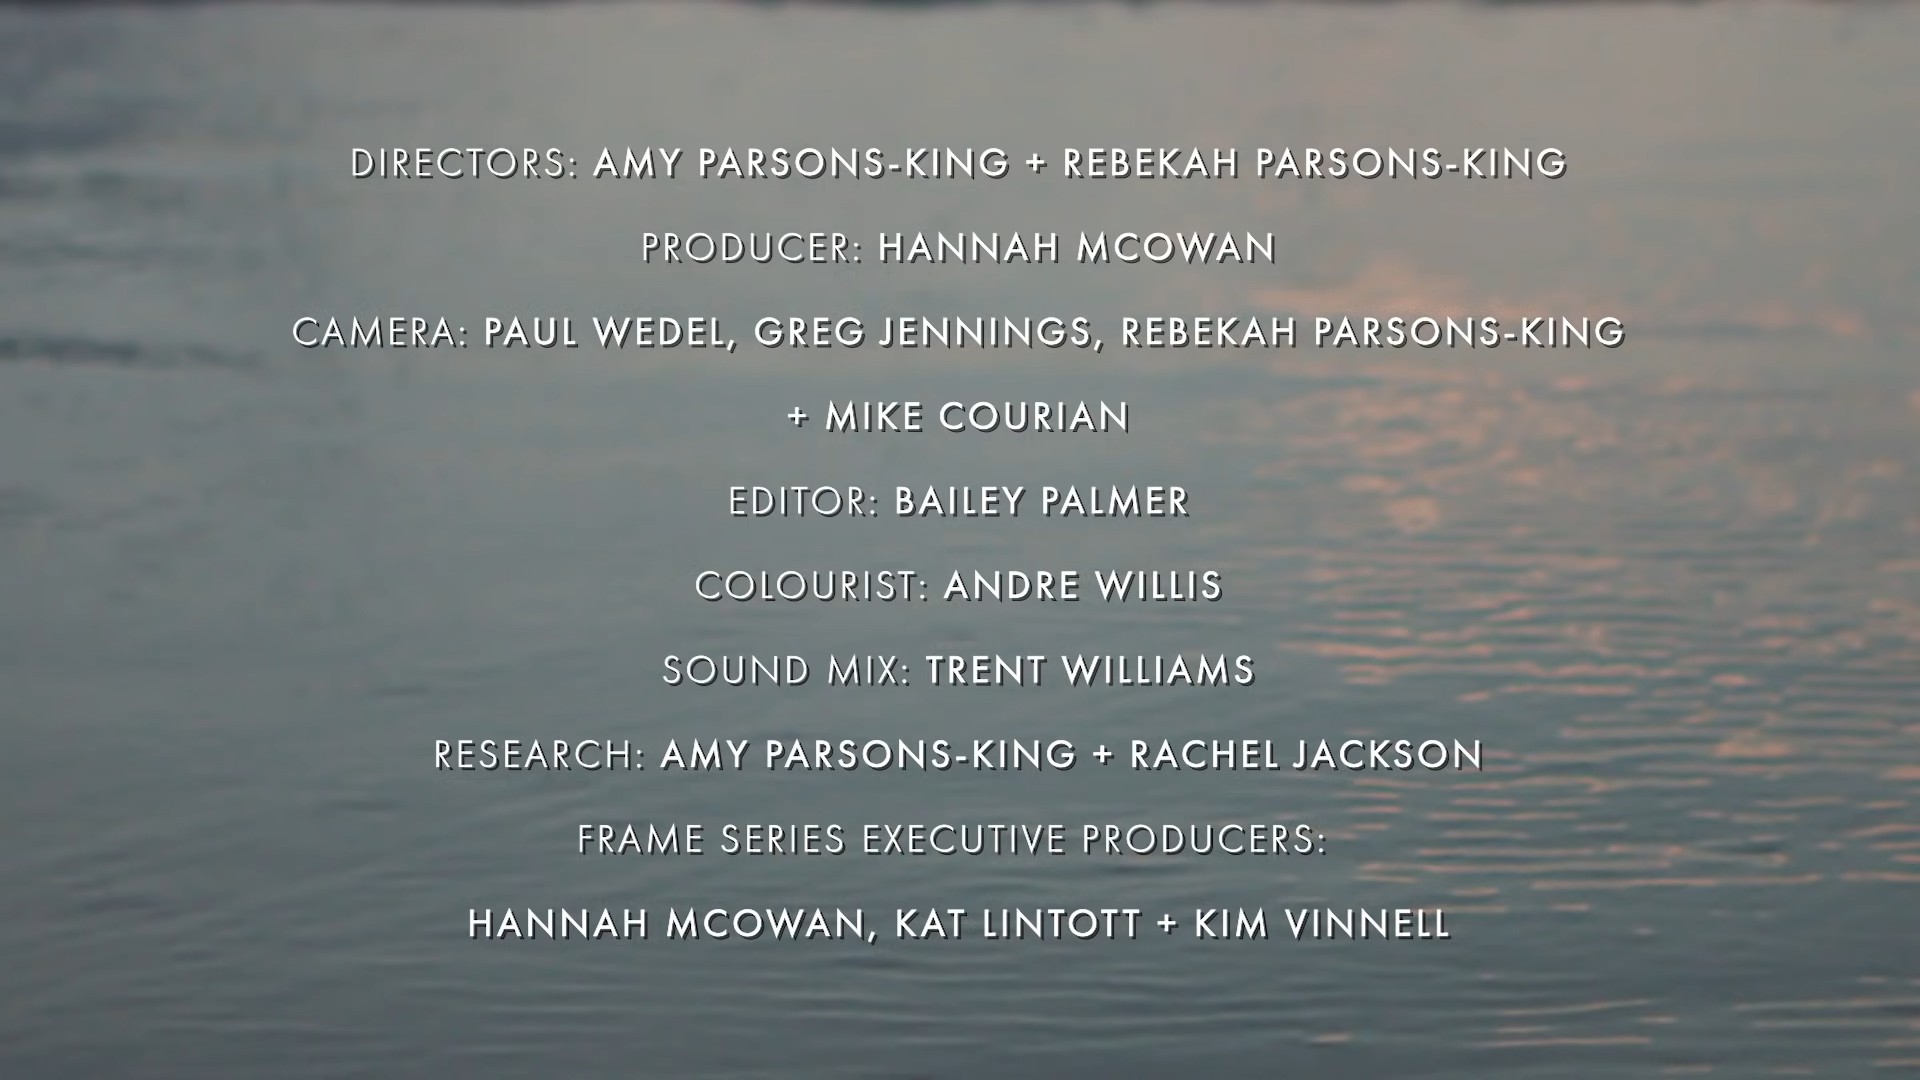 DIRECTORS: AMY PARSONS-KING + REBEKAH PARSONS-KING
PRODUCER: HANNAH MCOWAN
CAMERA: PAUL WEDEL, GREG JENNINGS, REBEKAH PARSONS-KING
+ MIKE COURIAN
EDITOR: BAILEY PALMER
COLOURIST: ANDRE WILLIS
SOUND MIX: TRENT WILLIAMS
RESEARCH: AMY PARSONS-KING + RACHEL JACKSON
FRAME SERIES EXECUTIVE PRODUCERS:
HANNAH MCOWAN, KAT LINTOTT + KIM VINNELL